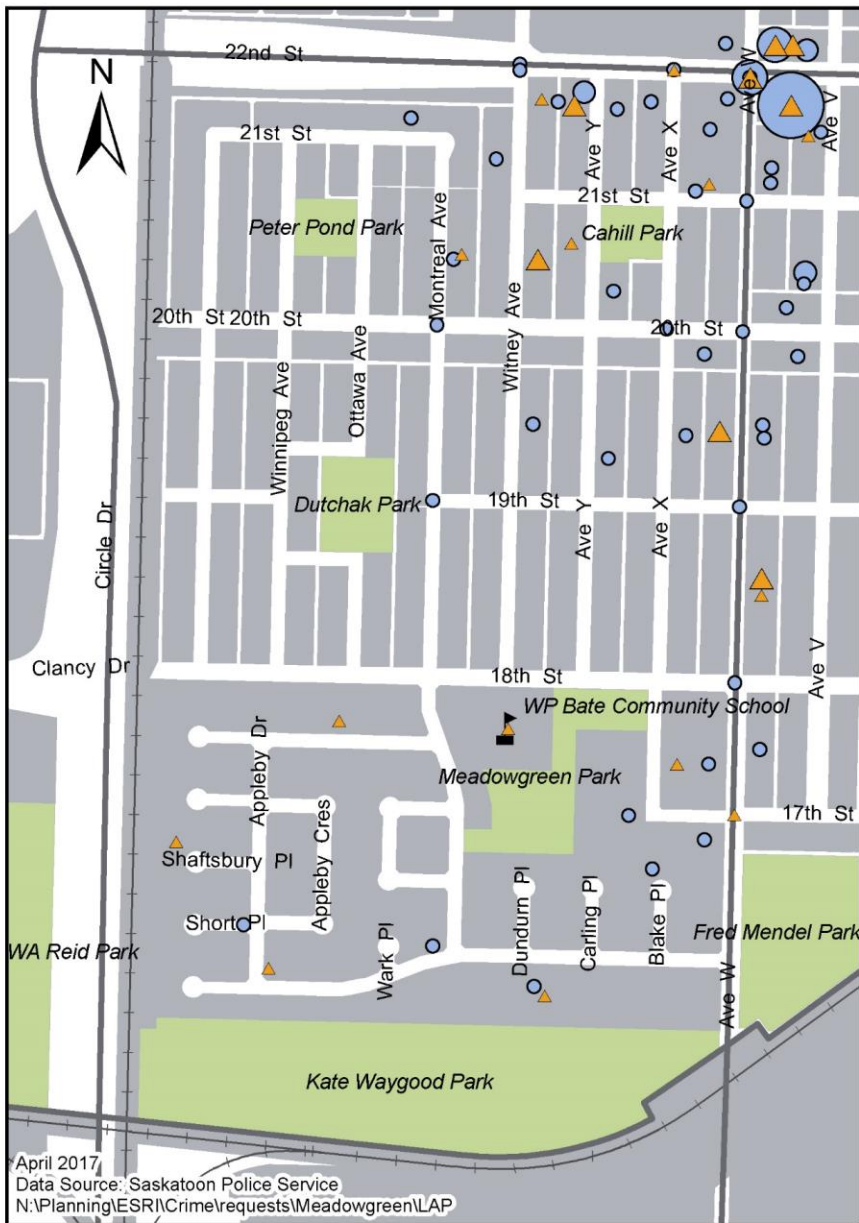 22nd St
N
Ave W
Ave V
21st St
Ave Y
Ave X
21st St
Peter Pond Park
Montreal Ave
Cahill Park
20th St
20th St
20th St
Witney Ave
Ottawa Ave
Winnipeg Ave
Dutchak Park
19th St
Ave Y
Ave X
Circle Dr
Clancy Dr
18th St
Ave V
WP Bate Community School
Appleby Dr
Meadowgreen Park
17th St
Appleby Cres
Shaftsbury Pl
Short Pl
Dundurn Pl
Carling Pl
Blake Pl
Fred Mendel Park
WA Reid Park
Wark Pl
Ave W
Kate Waygood Park
April 2017
Data Source: Saskatoon Police Service
N:\Planning\ESRI\Crime\requests\Meadowgreen\LAP